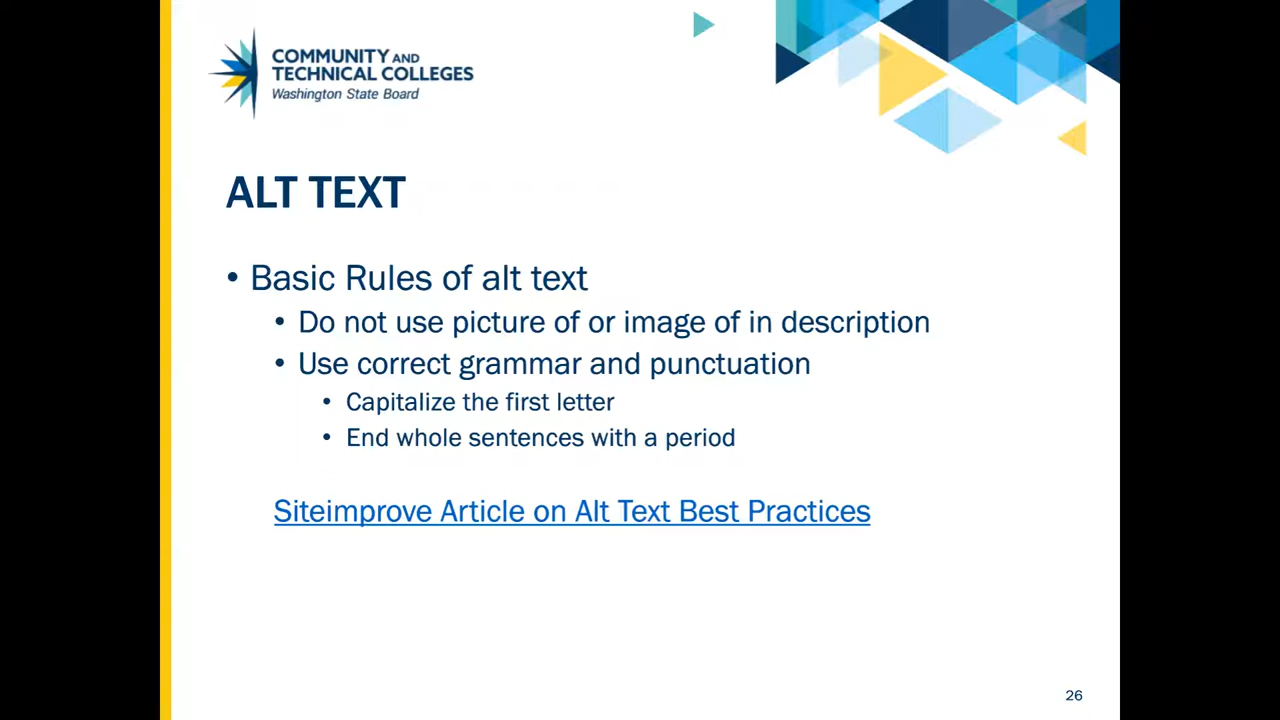 COMMUNITY AND
TECHNICAL COLLEGES
Washington State Board
ALT TEXT
• Basic Rules of alt text
• Do not use picture of or image of in description
• Use correct grammar and punctuation
• Capitalize the first letter
• End whole sentences with a period
Siteimprove Article on Alt Text Best Practices
26